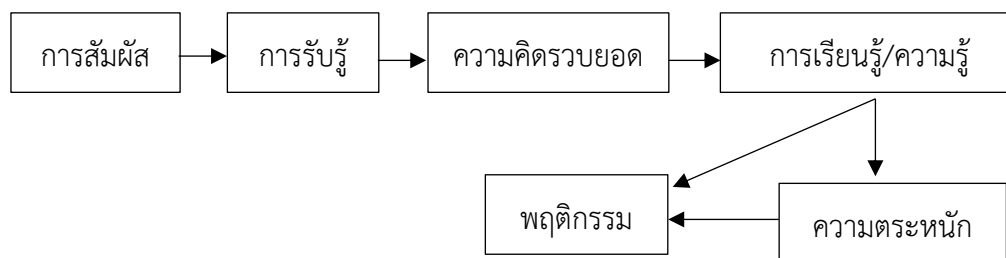 การสัมผัส
การรับรู้
ความคิดรวบยอด
การเรียนรู้/ความรู้
พฤติกรรม
ความตระหนัก